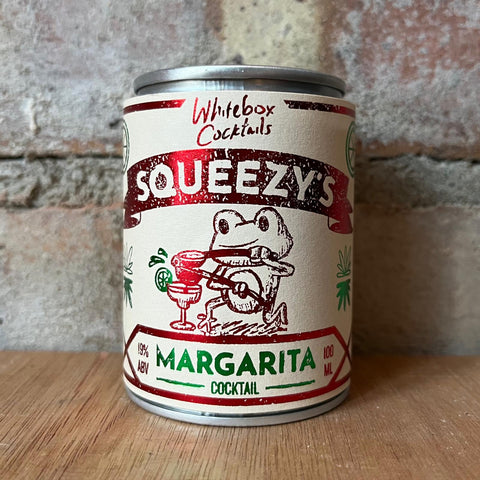 Whitebox
Cocktails
SQUEEZY'S
19%
ABV
MARGARITA
COCKTAIL
100
ML